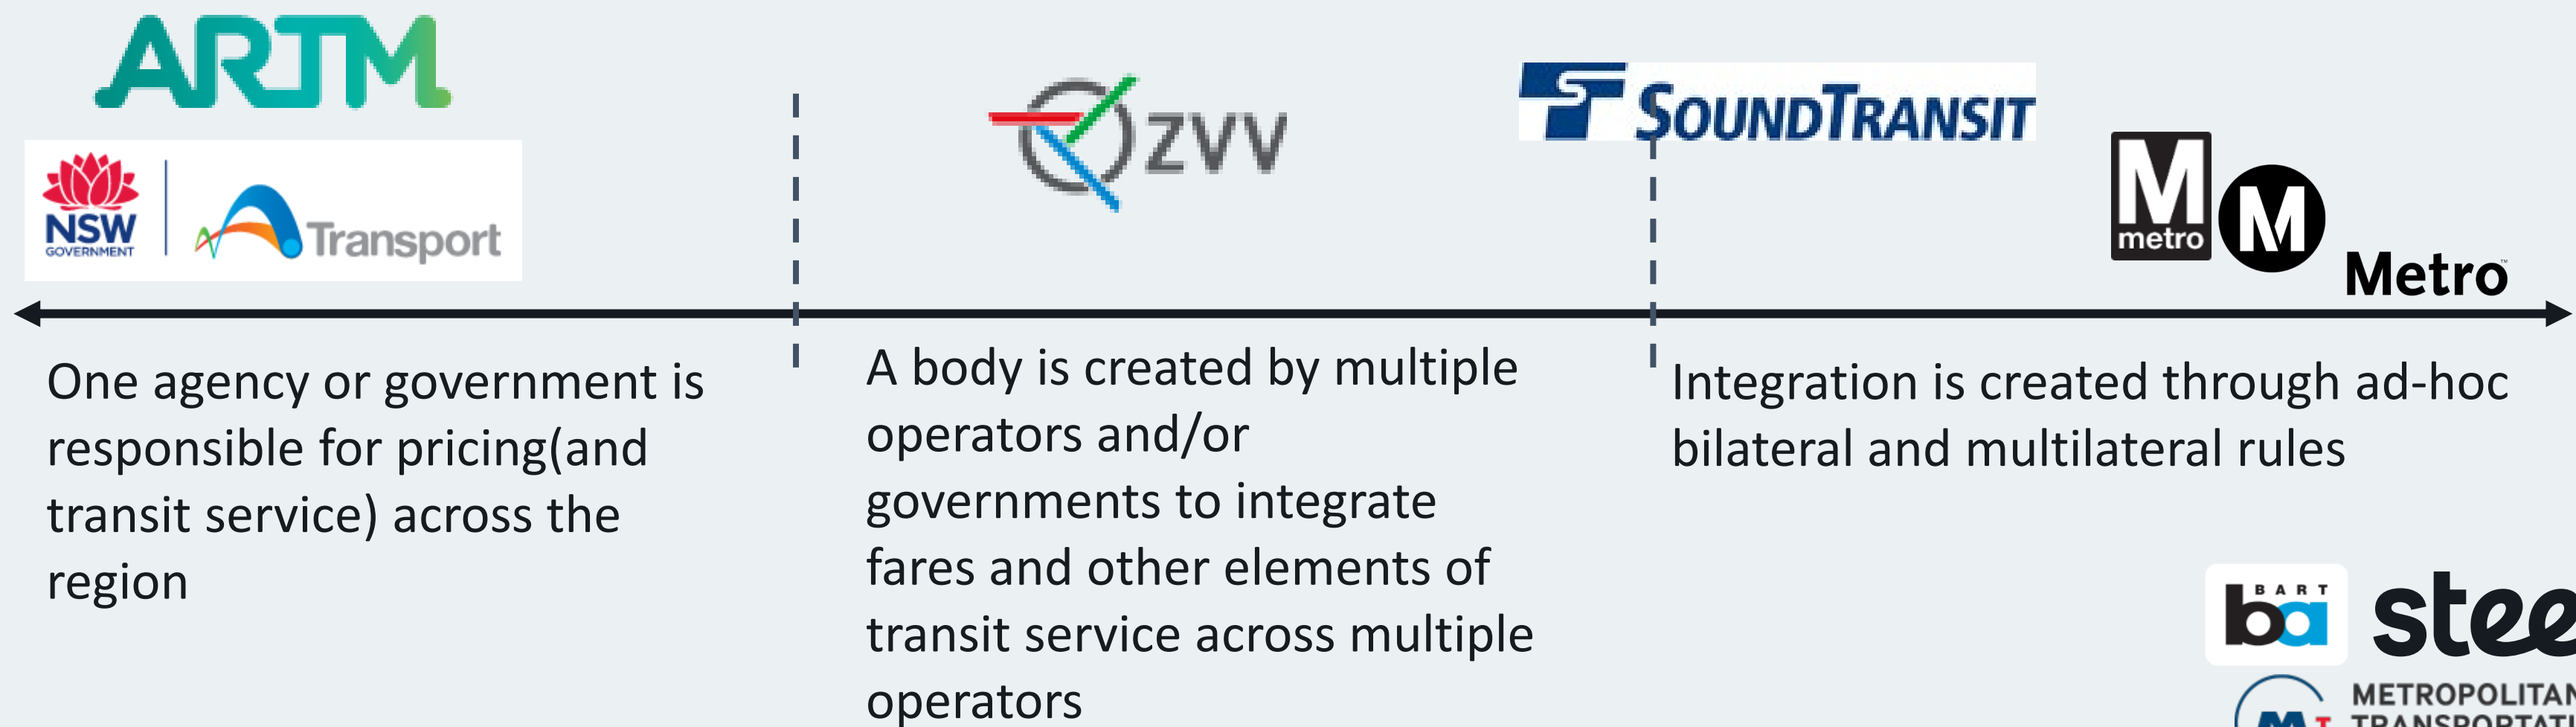 ARTM
NSW
GOVERNMENT
Transport
ZVV
SOUNDTRANSIT
M
metro
M
Metro
One agency or government is
responsible for pricing(and
transit service) across the
region
A body is created by multiple
operators and/or
governments to integrate
fares and other elements of
transit service across multiple
operators
Integration is created through ad-hoc
bilateral and multilateral rules
BART
ba
stee
METROPOLITAN